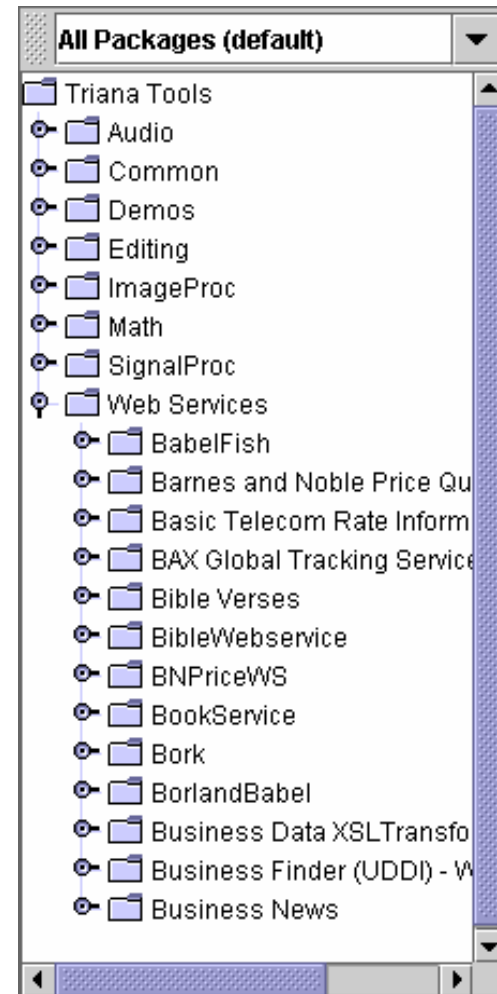 All Packages (default)
Triana Tools
Audio
Common
Demos
Editing
ImageProc
Math
SignalProc
Web Services
BabelFish
Barnes and Noble Price Qu
Basic Telecom Rate Inform
BAX Global Tracking Service
Bible Verses
BibleWebservice
BNPriceWS
BookService
Bork
BorlandBabel
Business Data XSLTransfo
Business Finder (UDDI) - W
Business News